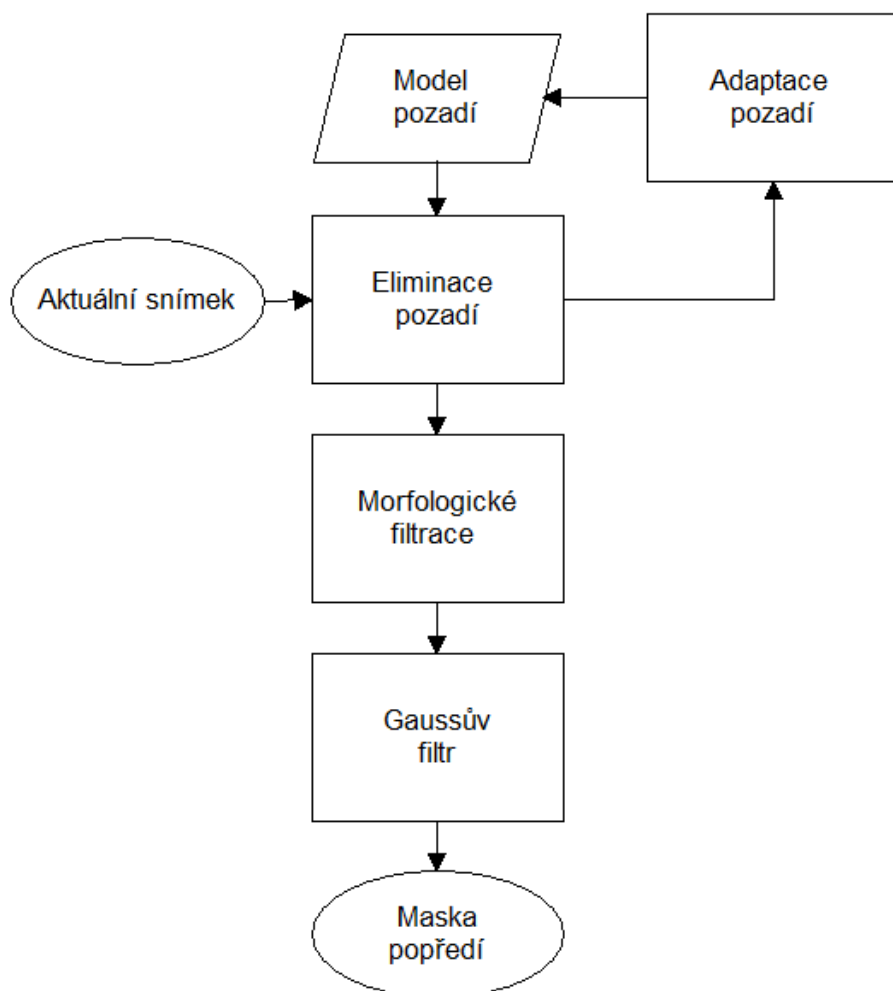 Model
pozadí
Adaptace
pozadí
Aktuální snímek
Eliminace
pozadí
Morfologické
filtrace
Gaussův
filtr
Maska
popředí